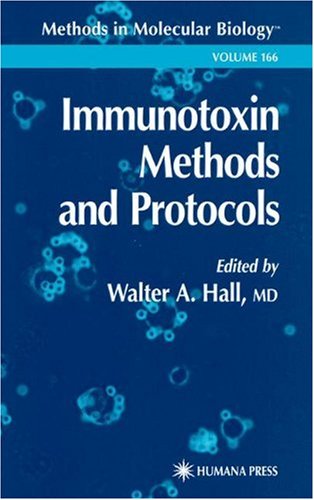 Methods in Molecular Biology™
VOLUME 166
Immunotoxin
Methods
and Protocols
Edited by
Walter A. Hall, MD
HUMANA PRESS